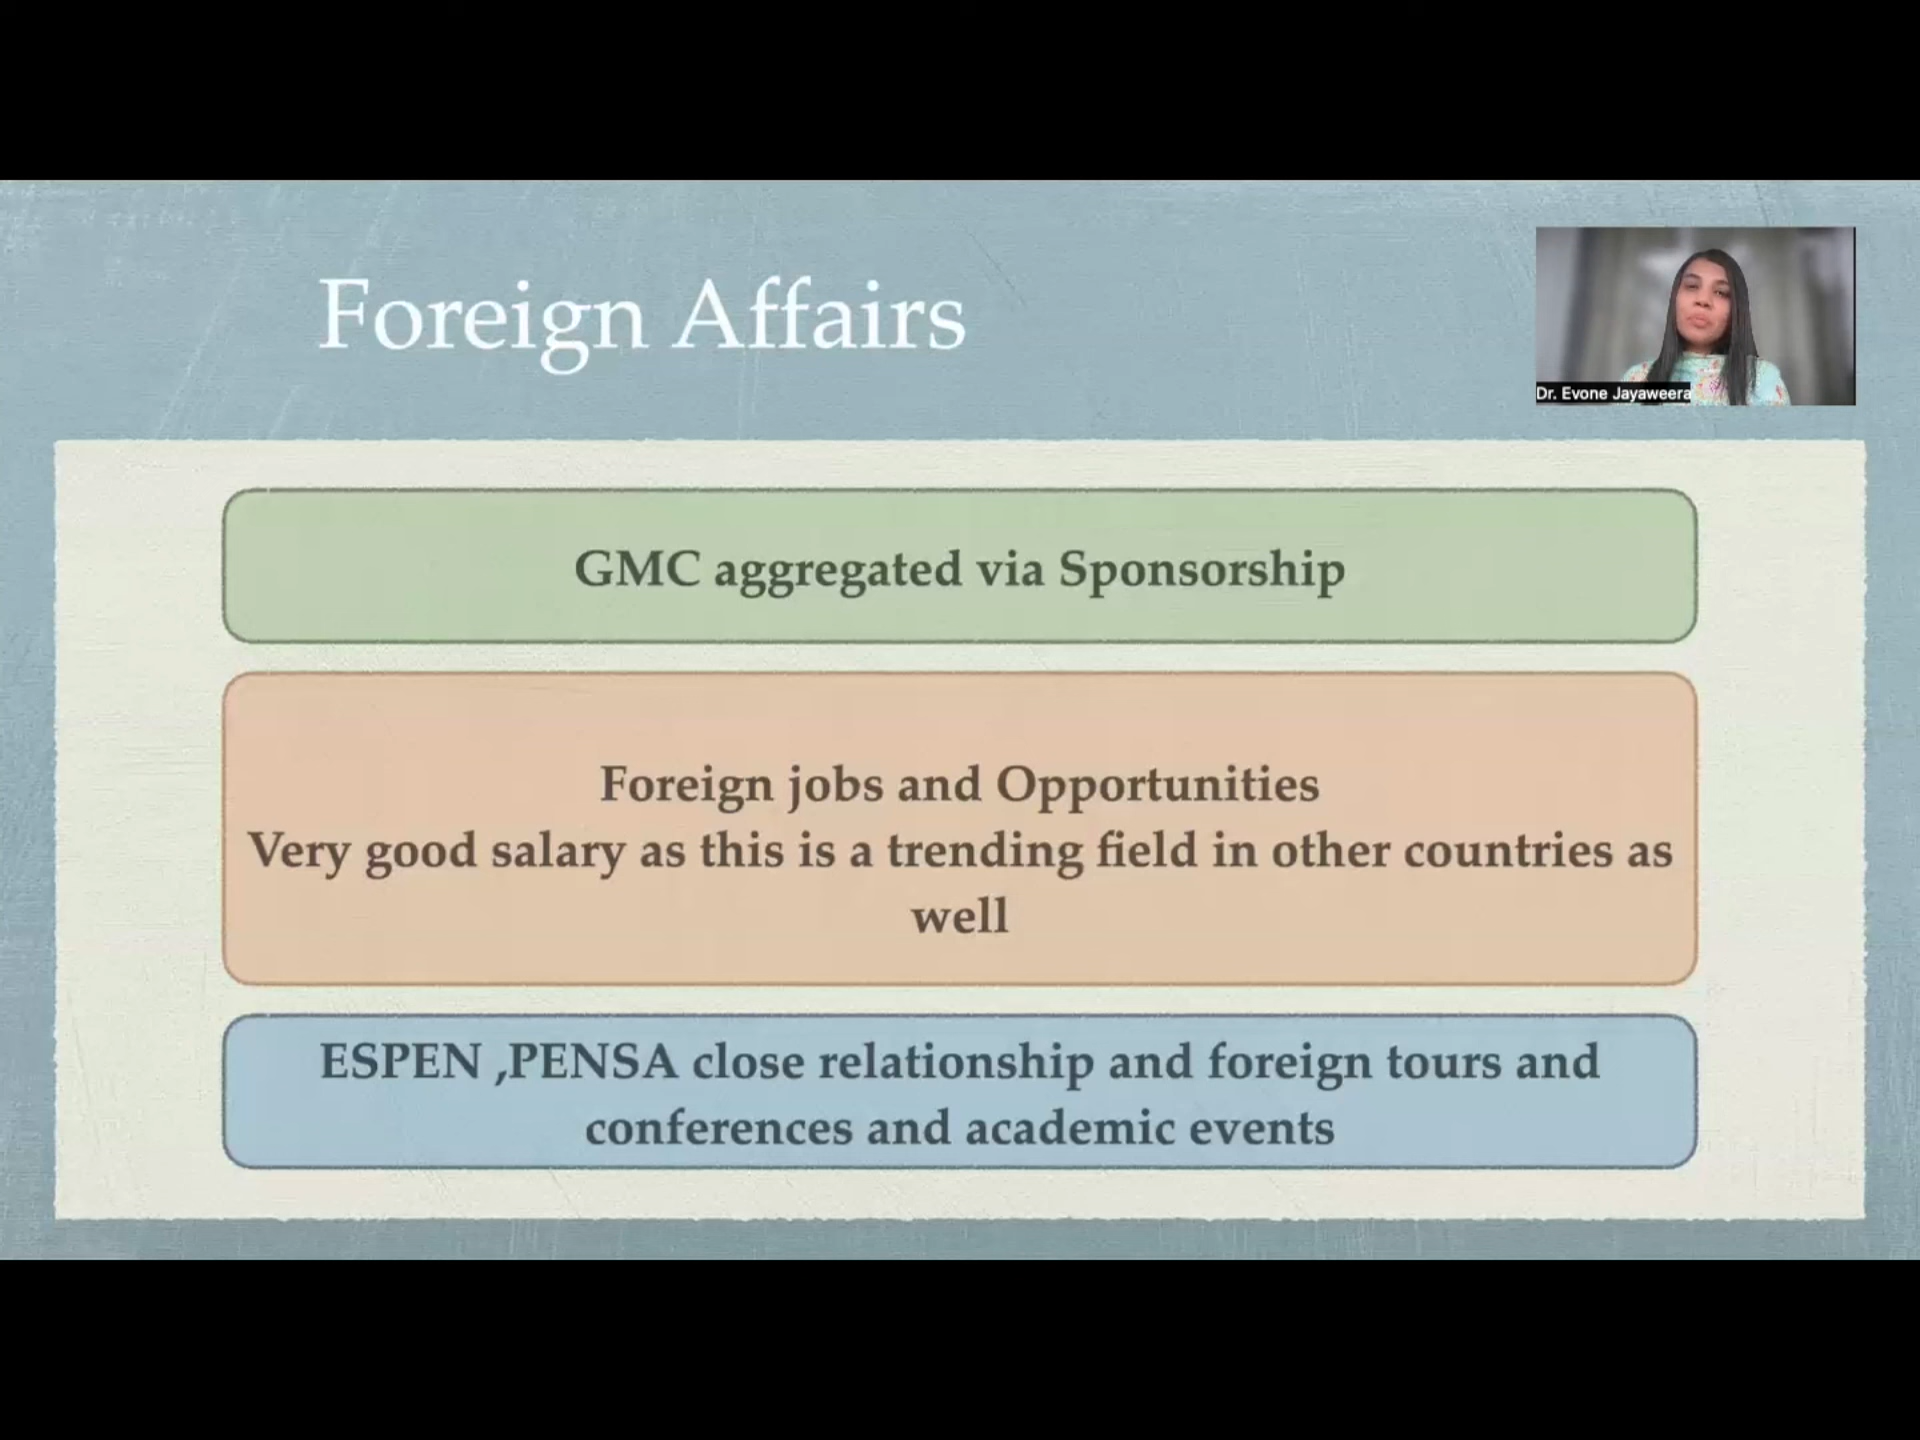 Foreign Affairs
Dr. Evone Jayaweera
GMC aggregated via Sponsorship
Foreign jobs and Opportunities
Very good salary as this is a trending field in other countries as
well
ESPEN ,PENSA close relationship and foreign tours and
conferences and academic events